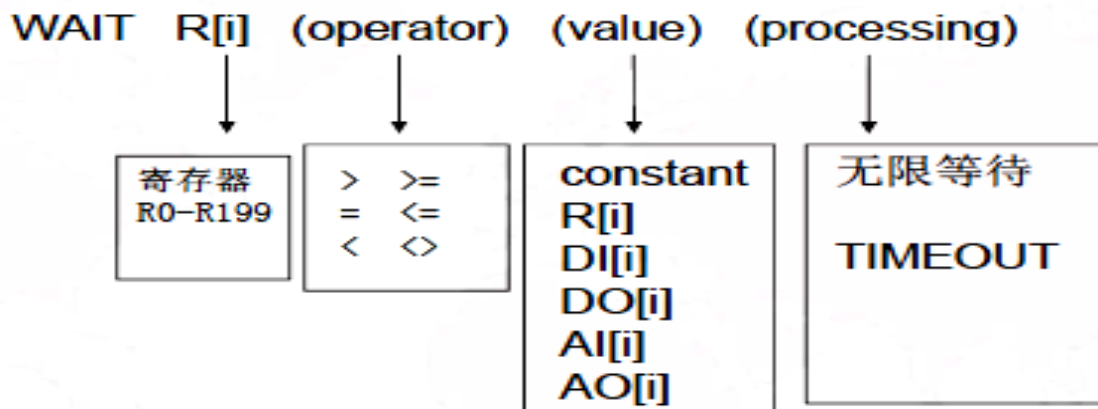 WAIT R[i] (operator) (value) (processing)
寄存器
R0-R199
> >=
= <=
< <>
constant
R[i]
DI[i]
DO[i]
AI[i]
AO[i]
无限等待
TIMEOUT